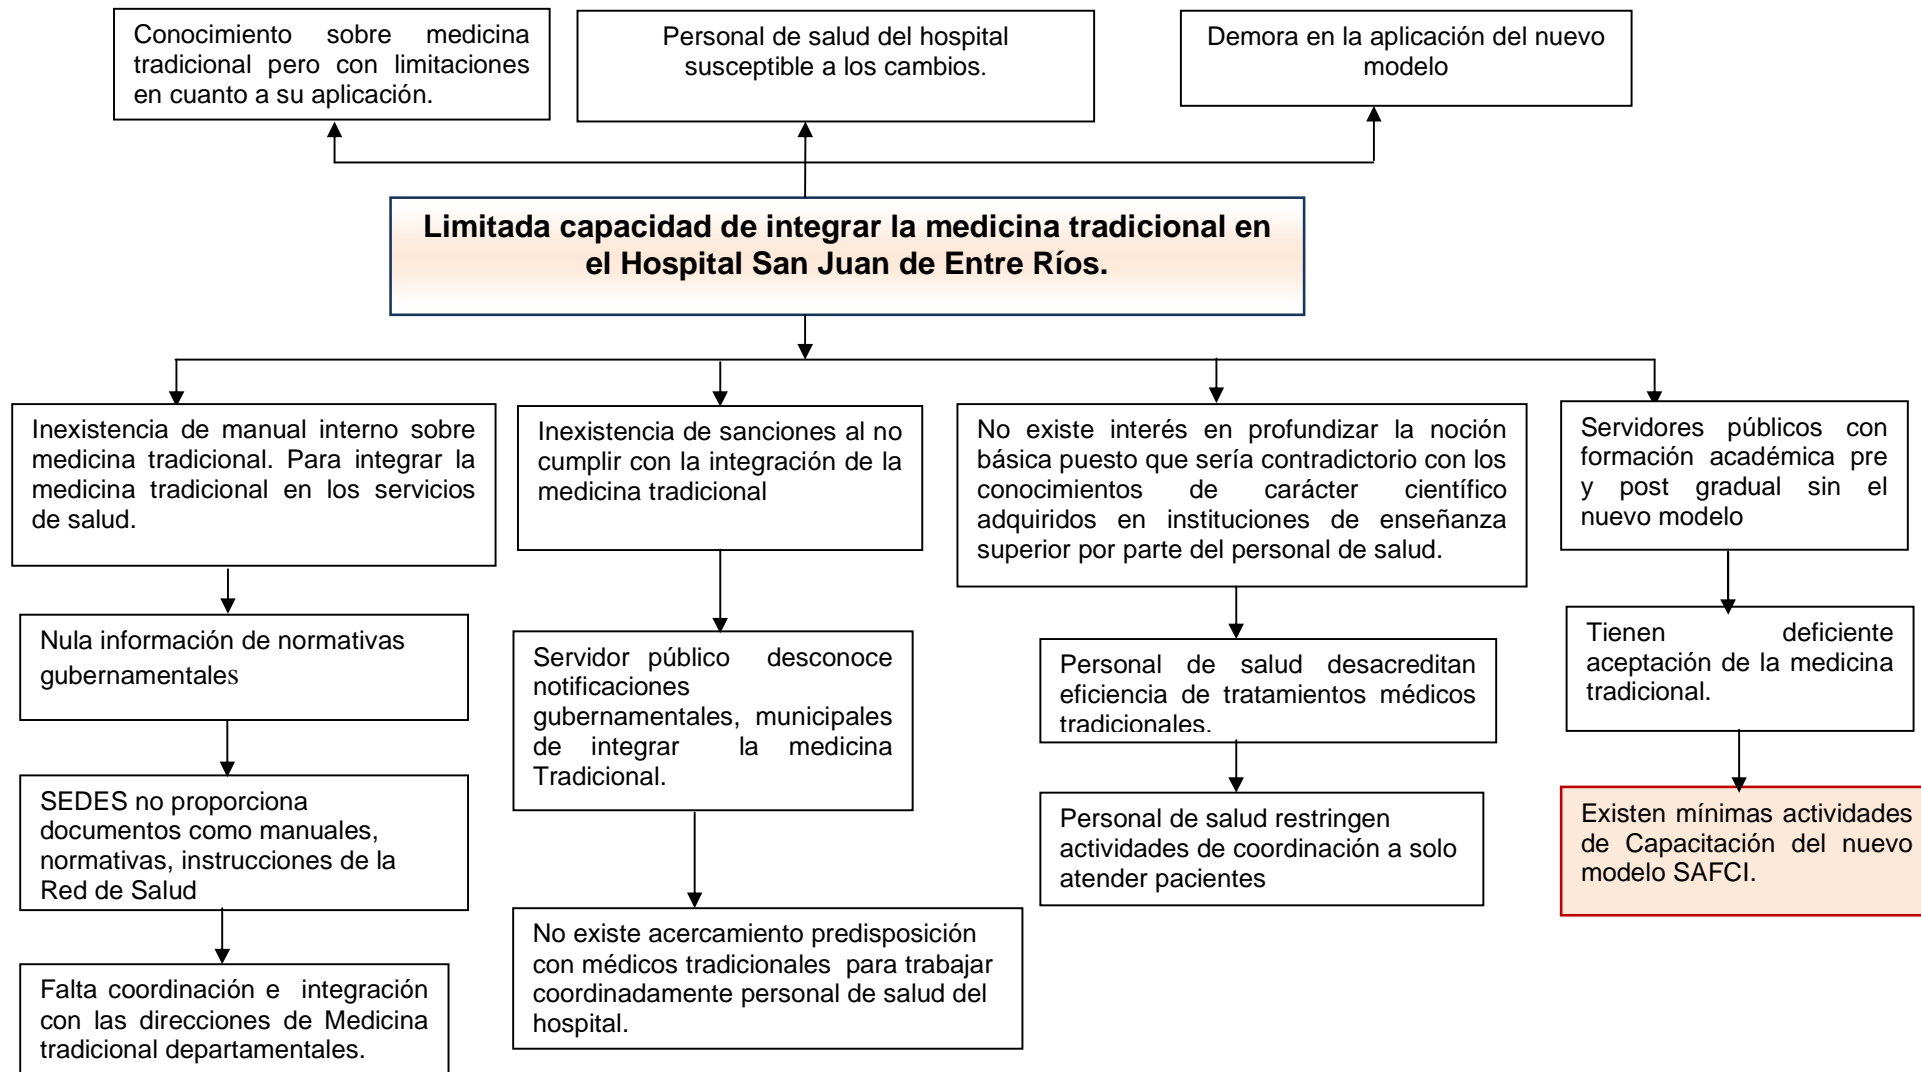 Conocimiento sobre medicina
tradicional pero con limitaciones
en cuanto a su aplicación.
Personal de salud del hospital
susceptible a los cambios.
Demora en la aplicación del nuevo
modelo
Limitada capacidad de integrar la medicina tradicional en
el Hospital San Juan de Entre Ríos.
Inexistencia de manual interno sobre
medicina tradicional. Para integrar la
medicina tradicional en los servicios
de salud.
Inexistencia de sanciones al no
cumplir con la integración de la
medicina tradicional
No existe interés en profundizar la noción
básica puesto que sería contradictorio con los
conocimientos de carácter científico
adquiridos en instituciones de enseñanza
superior por parte del personal de salud.
Servidores públicos con
formación académica pre
y post gradual sin el
nuevo modelo
Nula información de normativas
gubernamentales
Servidor público desconoce
notificaciones
gubernamentales, municipales
de integrar la medicina
Tradicional.
Personal de salud desacreditan
eficiencia de tratamientos médicos
tradicionales.
Tienen deficiente
aceptación de la medicina
tradicional.
SEDES no proporciona
documentos como manuales,
normativas, instrucciones de la
Red de Salud
Personal de salud restringen
actividades de coordinación a solo
atender pacientes
Existen mínimas actividades
de Capacitación del nuevo
modelo SAFCI.
No existe acercamiento predisposición
con médicos tradicionales para trabajar
coordinadamente personal de salud del
hospital.
Falta coordinación e integración
con las direcciones de Medicina
tradicional departamentales.